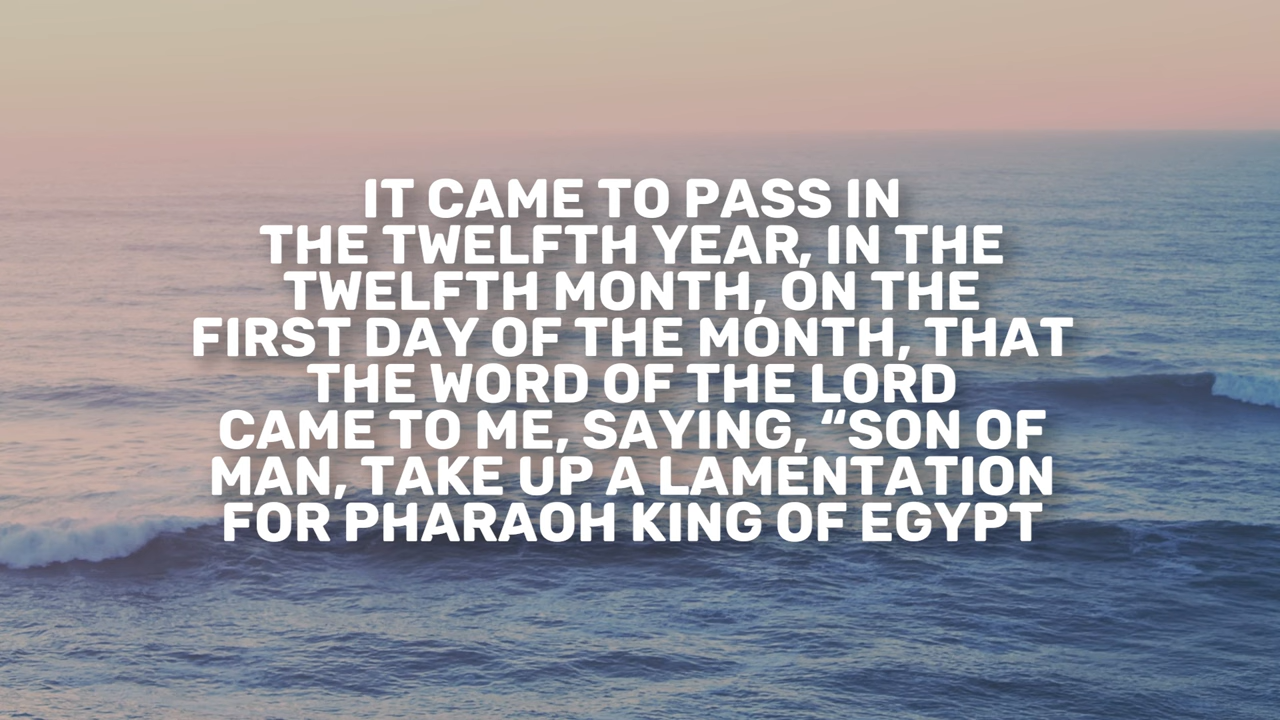 IT CAME TO PASS IN
THE TWELFTH YEAR, IN THE
TWELFTH MONTH, ON THE
FIRST DAY OF THE MONTH, THAT
THE WORD OF THE LORD
CAME TO ME, SAYING, “SON OF
MAN, TAKE UP A LAMENTATION
FOR PHARAOH KING OF EGYPT